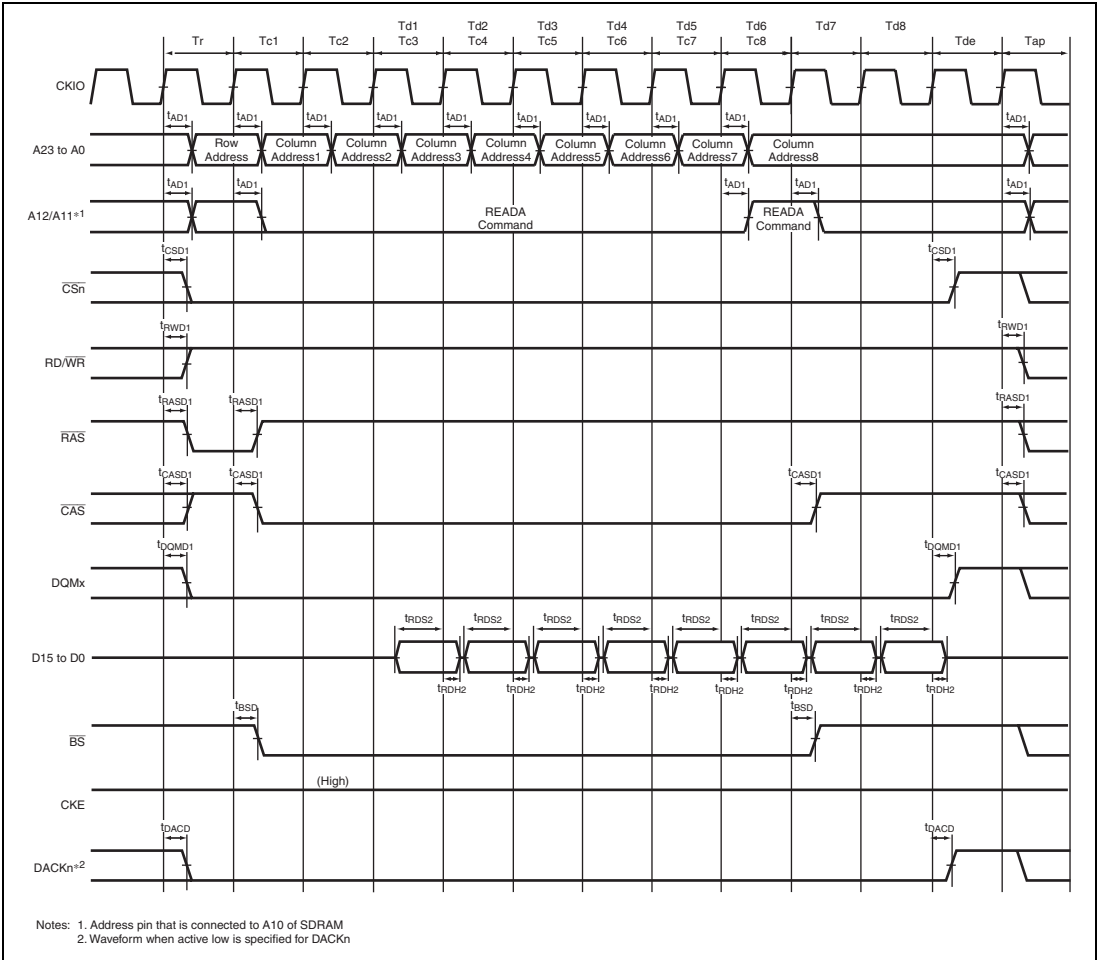 Td1 Td2 Td3 Td4 Td5 Td6 Td7 Td8
Tr Tc1 Tc2 Tc3 Tc4 Tc5 Tc6 Tc7 Tc8 Tde Tap
CKIO
tAD1 tAD1 tAD1 tAD1 tAD1 tAD1 tAD1 tAD1 tAD1 tAD1
A23 to A0
Row Address
Column Address1
Column Address2
Column Address3
Column Address4
Column Address5
Column Address6
Column Address7
Column Address8
tAD1 tAD1 tAD1 tAD1 tAD1
A12/A11*1
READA Command
READA Command
tCSD1 tCSD1
CSn
tRWD1 tRWD1
RD/WR
tRASD1 tRASD1 tRASD1
RAS
tCASD1 tCASD1 tCASD1 tCASD1
CAS
tDQMD1 tDQMD1
DQMx
tRDS2 tRDS2 tRDS2 tRDS2 tRDS2 tRDS2 tRDS2 tRDS2
D15 to D0
tRDH2 tRDH2 tRDH2 tRDH2 tRDH2 tRDH2 tRDH2 tRDH2
tBSD tBSD
BS
(High)
CKE
tDACD tDACD
DACKn*2
Notes: 1. Address pin that is connected to A10 of SDRAM
2. Waveform when active low is specified for DACKn